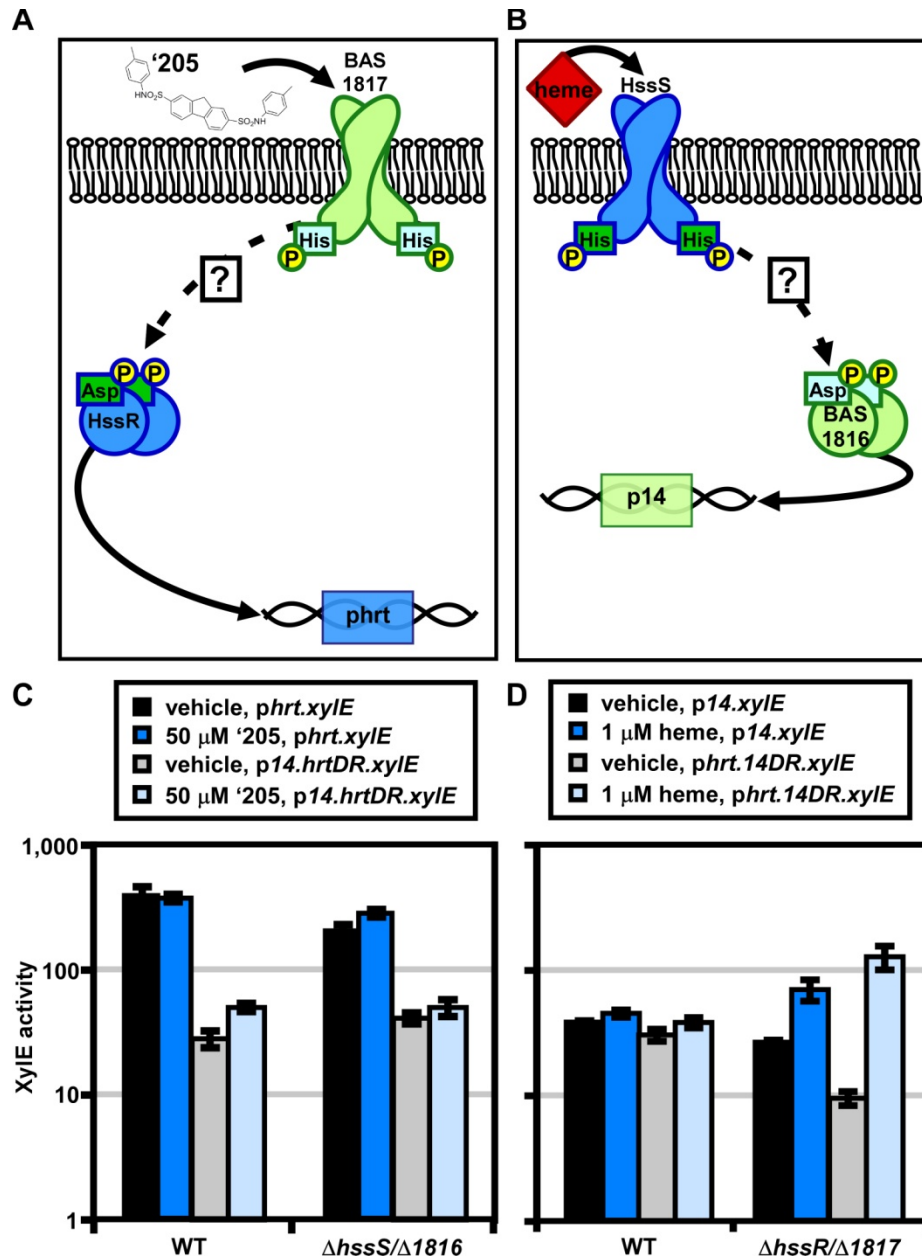 A
'205
HN
O₂S
SO₂NH
BAS
1817
His
P
His
P
?
P
P
Asp
HssR
phrt
B
heme
HssS
His
P
His
P
?
P
P
Asp
BAS
1816
p14
C
vehicle, phrt.xylE
50 μM '205, phrt.xylE
vehicle, p14.hrtDR.xylE
50 μM '205, p14.hrtDR.xylE
D
vehicle, p14.xylE
1 μM heme, p14.xylE
vehicle, phrt.14DR.xylE
1 μM heme, phrt.14DR.xylE
XylE activity
1,000
100
10
1
WT
ΔhssS/Δ1816
WT
ΔhssR/Δ1817